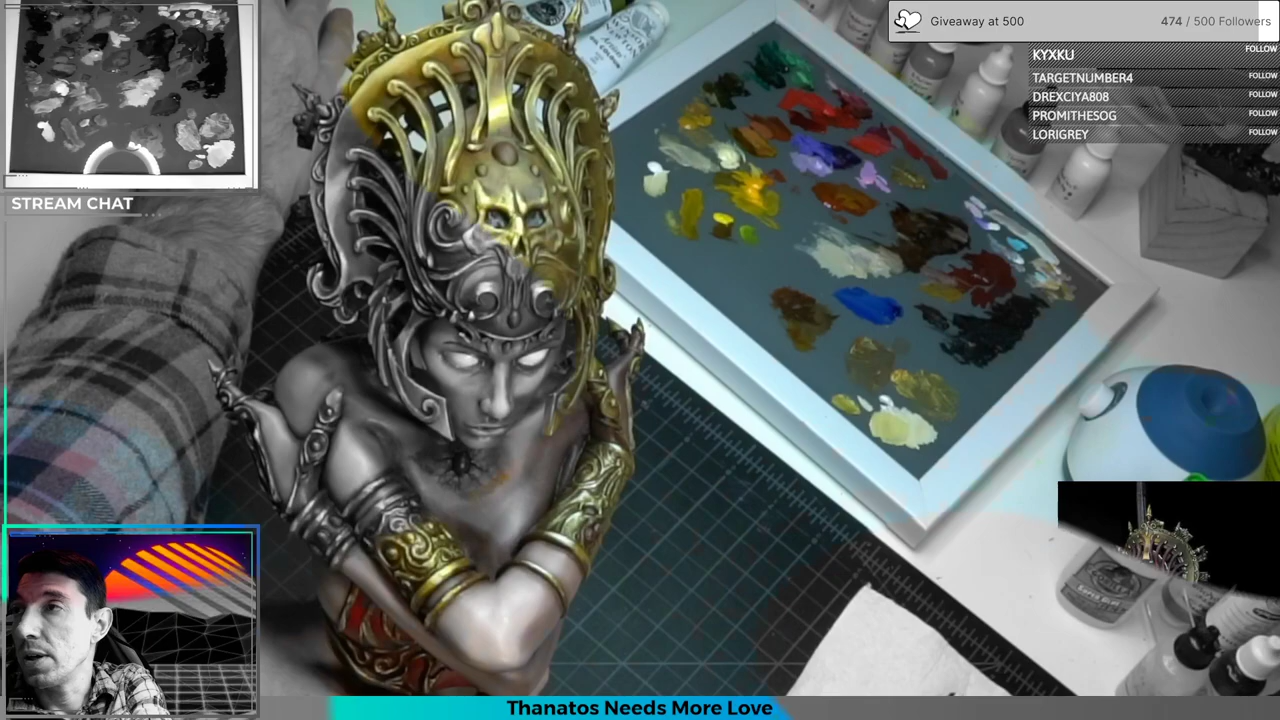 Giveaway at 500
474 / 500 Followers
KYXKU FOLLOW
TARGETNUMBER4 FOLLOW
DREXCIYA808 FOLLOW
PROMITHESOG FOLLOW
LORIGREY FOLLOW
STREAM CHAT
Thanatos Needs More Love